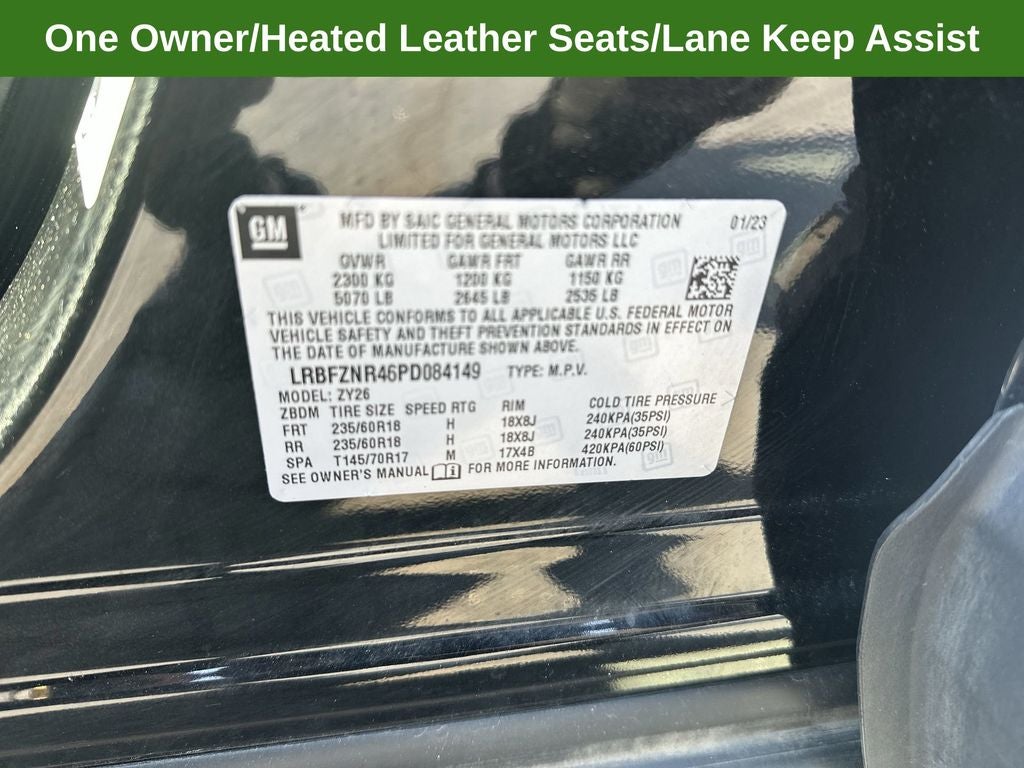 One Owner/Heated Leather Seats/Lane Keep Assist
GM
MFD BY SAIC GENERAL MOTORS CORPORATION 01/23
LIMITED FOR GENERAL MOTORS LLC
GVWR GAWR FRT GAWR RR
2300 KG 1200 KG 1150 KG
5070 LB 2645 LB 2535 LB
THIS VEHICLE CONFORMS TO ALL APPLICABLE U.S. FEDERAL MOTOR
VEHICLE SAFETY AND THEFT PREVENTION STANDARDS IN EFFECT ON
THE DATE OF MANUFACTURE SHOWN ABOVE.
LRBFZNR46PD084149 TYPE: M.P.V.
MODEL: ZY26
ZBDM TIRE SIZE SPEED RTG RIM COLD TIRE PRESSURE
FRT 235/60R18 H 18X8J 240KPA(35PSI)
RR 235/60R18 H 18X8J 240KPA(35PSI)
SPA T145/70R17 M 17X4B 420KPA(60PSI)
SEE OWNER'S MANUAL FOR MORE INFORMATION.